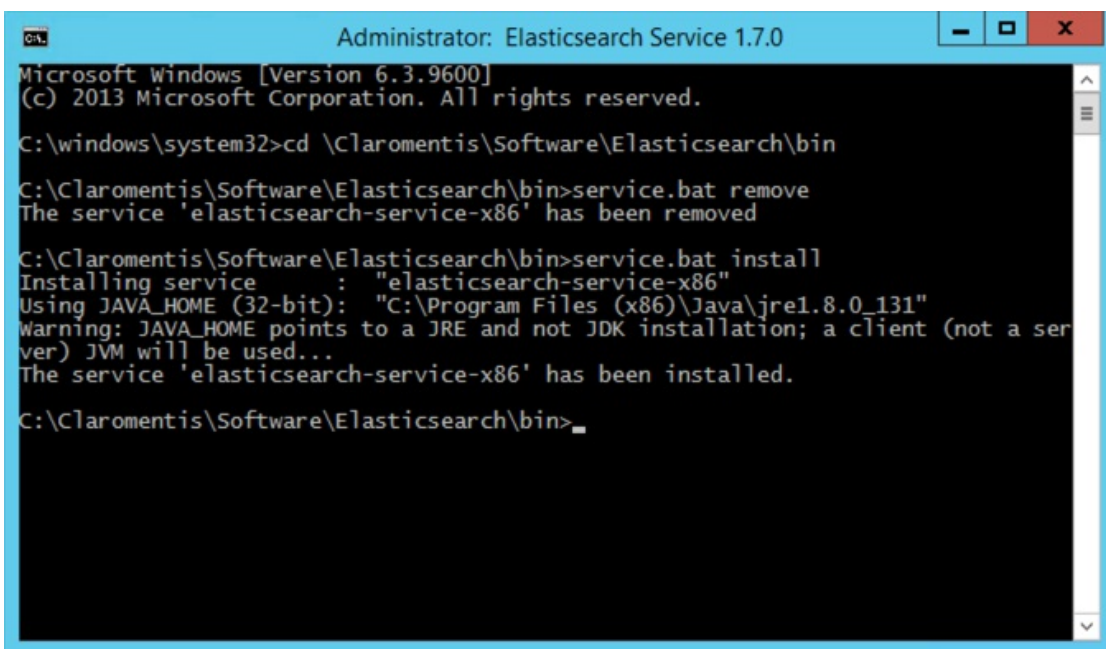 Administrator: Elasticsearch Service 1.7.0
Microsoft Windows [Version 6.3.9600]
(c) 2013 Microsoft Corporation. All rights reserved.
C:\windows\system32>cd \Claromentis\Software\Elasticsearch\bin
C:\Claromentis\Software\Elasticsearch\bin>service.bat remove
The service 'elasticsearch-service-x86' has been removed
C:\Claromentis\Software\Elasticsearch\bin>service.bat install
Installing service      :  "elasticsearch-service-x86"
Using JAVA_HOME (32-bit):  "C:\Program Files (x86)\Java\jre1.8.0_131"
Warning: JAVA_HOME points to a JRE and not JDK installation; a client (not a ser
ver) JVM will be used...
The service 'elasticsearch-service-x86' has been installed.
C:\Claromentis\Software\Elasticsearch\bin>